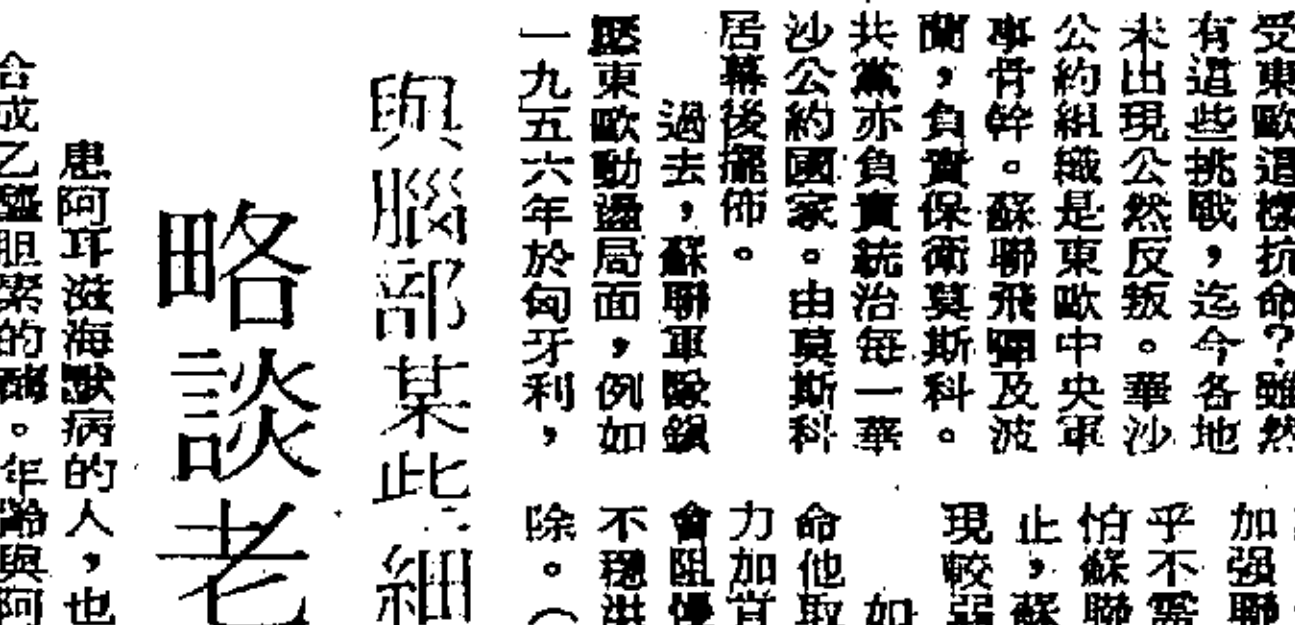 受東歐這樣抗命？雖然
有這些挑戰，迄今各地
未出現公然反叛。華沙
公約組織是東歐中央軍
事骨幹。蘇聯飛彈及波
蘭，負責保衛莫斯科。
共黨亦負責統治每一華
沙公約國家。由莫斯科
居幕後擺佈。
過去，蘇聯軍隊鎮
壓東歐動盪局面，例如
一九五六年於匈牙利，
加强聯
乎不需
怕蘇聯
止，蘇
現較弱
如
命他取
力加宜
會阻慢
不穩
除。（
與腦部某些細
略談老
患阿耳滋海默病的人，也
合成乙醯胆素的酶。年齡與阿